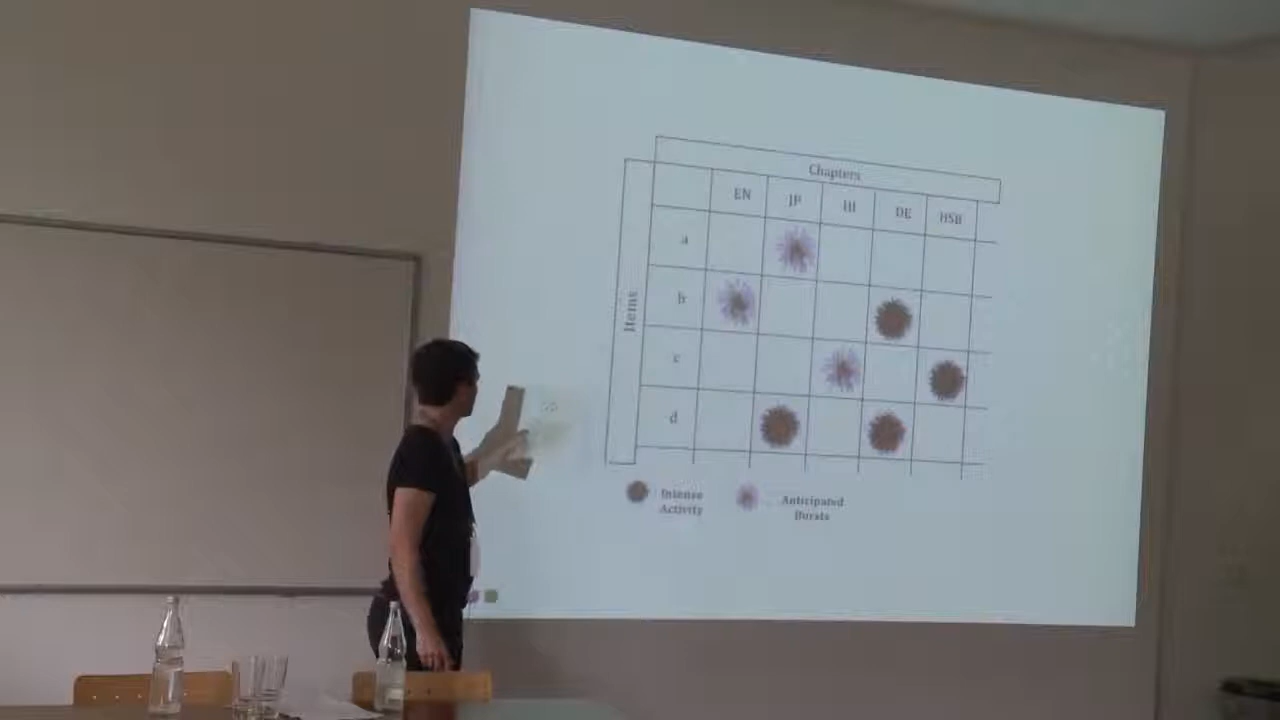 Chapters
EN JP HI DE HSB
Items
a
b
c
d
Intense
Activity
Anticipated
Bursts